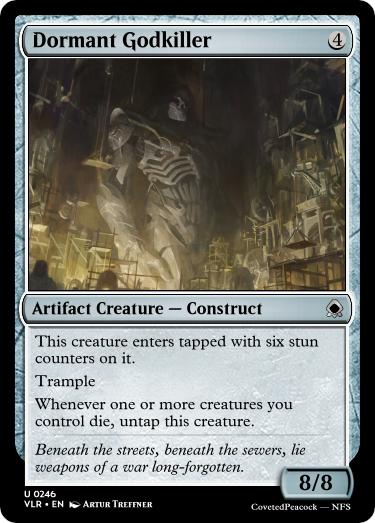 Dormant Godkiller 4
Artifact Creature — Construct
This creature enters tapped with six stun
counters on it.
Trample
Whenever one or more creatures you
control die, untap this creature.
Beneath the streets, beneath the sewers, lie
weapons of a war long-forgotten.
8/8
U 0246
VLR • EN Artur Treffner
CovetedPeacock — NFS